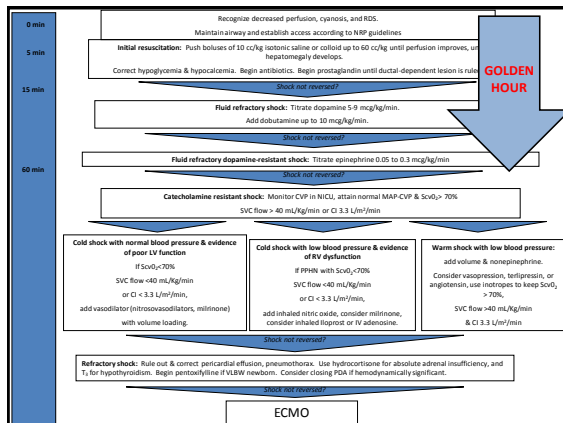 0 min
Recognize decreased perfusion, cyanosis, and RDS.
Maintain airway and establish access according to NRP guidelines
5 min
Initial resuscitation: Push boluses of 10 cc/kg isotonic saline or colloid up to 60 cc/kg until perfusion improves, un
hepatomegaly develops.
Correct hypoglycemia & hypocalcemia. Begin antibiotics. Begin prostaglandin until ductal-dependent lesion is rule
GOLDEN
HOUR
Shock not reversed?
15 min
Fluid refractory shock: Titrate dopamine 5-9 mcg/kg/min.
Add dobutamine up to 10 mcg/kg/min.
Shock not reversed?
Fluid refractory dopamine-resistant shock: Titrate epinephrine 0.05 to 0.3 mcg/kg/min
60 min
Shock not reversed?
Catecholamine resistant shock: Monitor CVP in NICU, attain normal MAP-CVP & Scvo₂> 70%
SVC flow > 40 mL/Kg/min or CI 3.3 L/m²/min
Cold shock with normal blood pressure & evidence
of poor LV function
If Scvo₂<70%
SVC flow <40 mL/Kg/min
or CI < 3.3 L/m²/min,
add vasodilator (nitrosovasodilators, milrinone)
with volume loading.
Cold shock with low blood pressure & evidence
of RV dysfunction
If PPHN with Scvo₂<70%
SVC flow <40 mL/Kg/min
or CI < 3.3 L/m²/min,
add inhaled nitric oxide, consider milrinone,
consider inhaled Iloprost or IV adenosine.
Warm shock with low blood pressure:
add volume & nonepinephrine.
Consider vasopression, terlipressin, or
angiotensin, use inotropes to keep Scvo₂
> 70%,
SVC flow >40 mL/Kg/min
& CI 3.3 L/m²/min
Shock not reversed?
Refractory shock: Rule out & correct pericardial effusion, pneumothorax. Use hydrocortisone for absolute adrenal insufficiency, and
T₃ for hypothyroidism. Begin pentoxifylline if VLBW newborn. Consider closing PDA if hemodynamically significant.
Shock not reversed?
ECMO